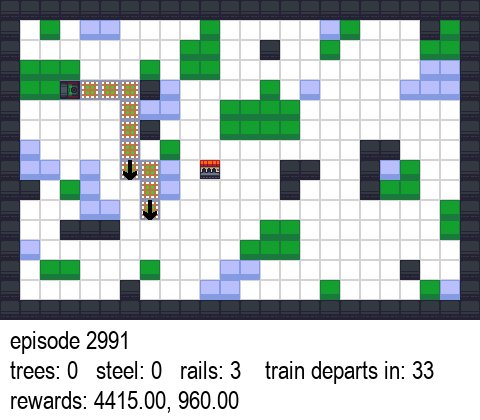 episode 2991
trees: 0 steel: 0 rails: 3 train departs in: 33
rewards: 4415.00, 960.00